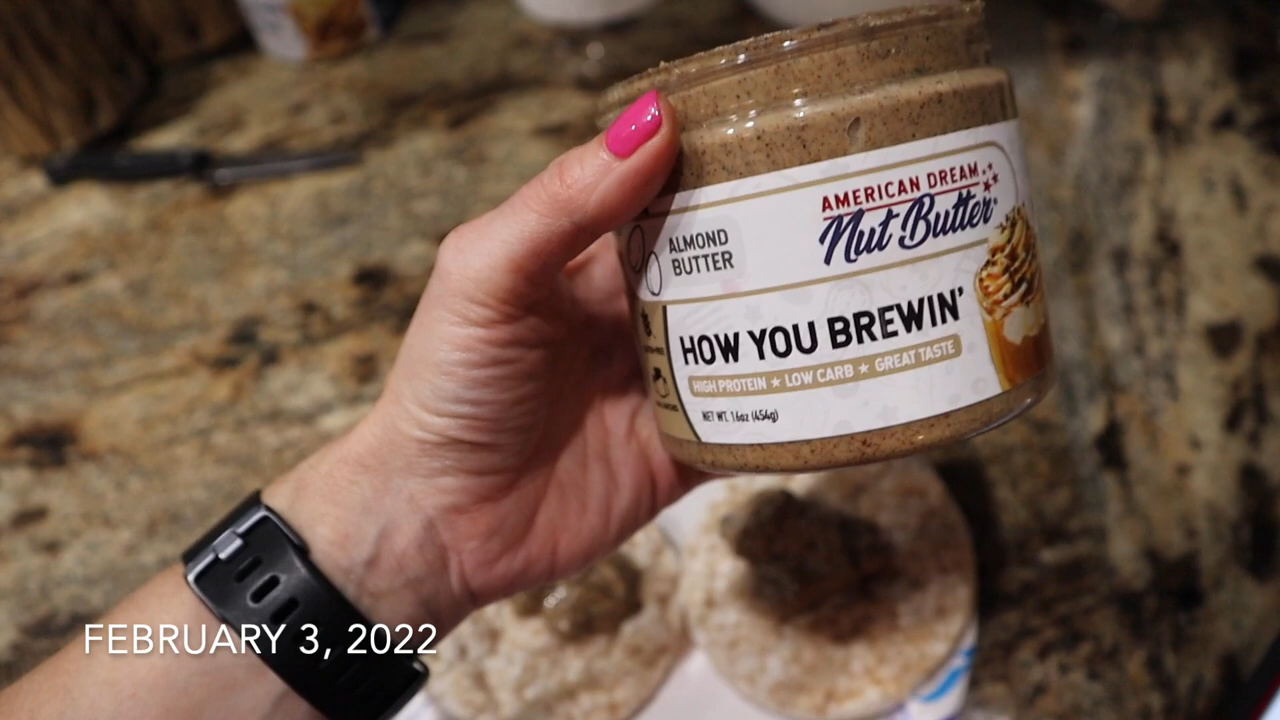 AMERICAN DREAM
Nut Butter
ALMOND
BUTTER
HOW YOU BREWIN'
HIGH PROTEIN ★ LOW CARB ★ GREAT TASTE
NET WT. 16oz (454g)
FEBRUARY 3, 2022